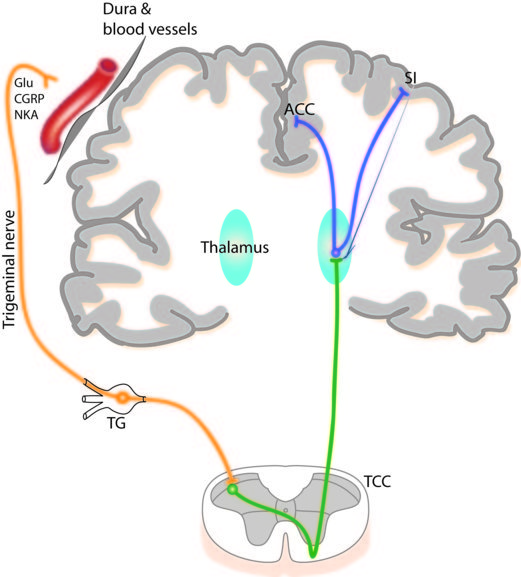 Dura &
blood vessels
Glu
CGRP
NKA
SI
ACC
Thalamus
Trigeminal nerve
TG
TCC